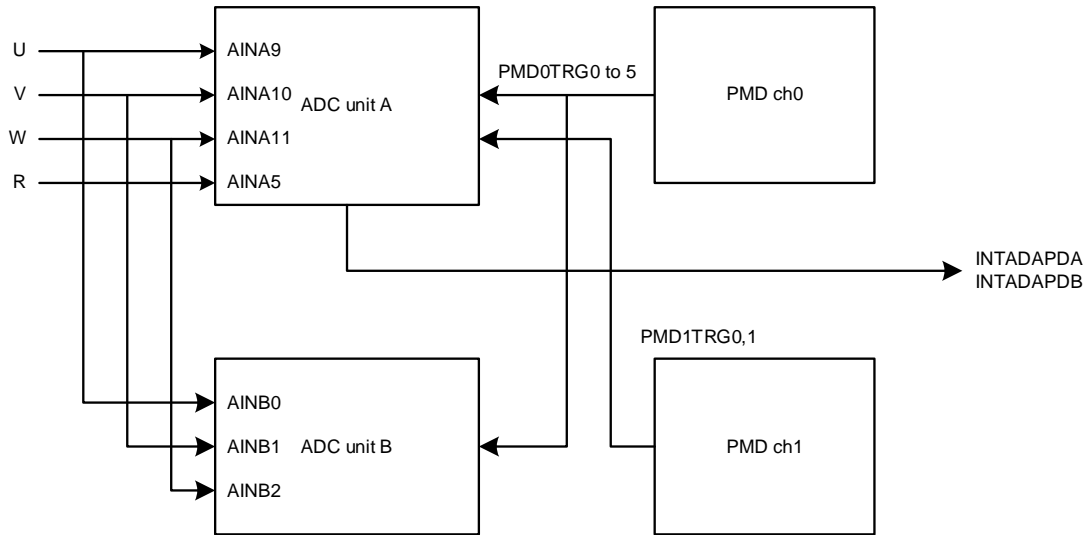 U
AINA9
V
AINA10
W
AINA11
R
AINA5
ADC unit A
PMD0TRG0 to 5
PMD ch0
INTADAPDA
INTADAPDB
PMD1TRG0,1
AINB0
AINB1
AINB2
ADC unit B
PMD ch1